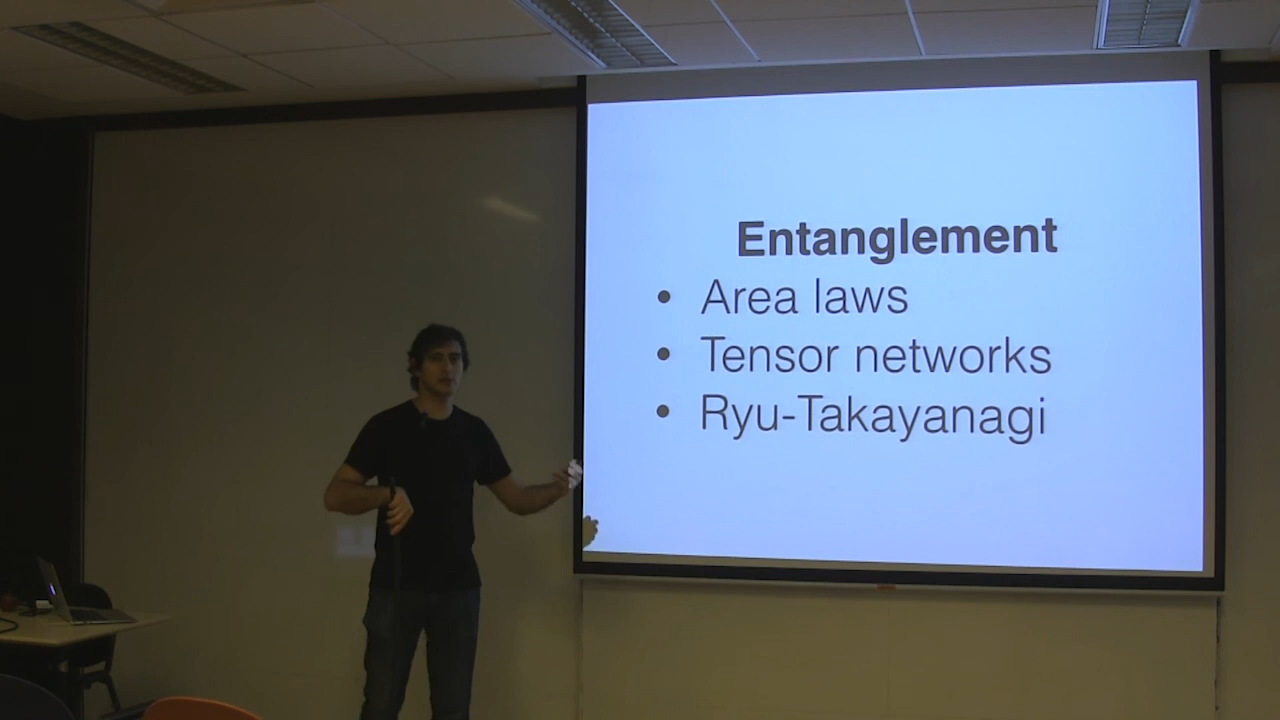 Entanglement
• Area laws
• Tensor networks
• Ryu-Takayanagi